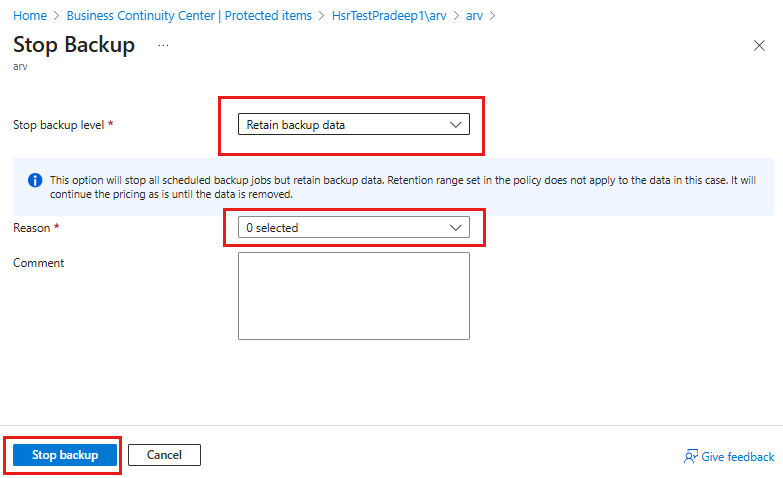 Home > Business Continuity Center | Protected items > HsrTestPradeep1\arv > arv >
Stop Backup ...
arv
Stop backup level * Retain backup data
This option will stop all scheduled backup jobs but retain backup data. Retention range set in the policy does not apply to the data in this case. It will
continue the pricing as is until the data is removed.
Reason * 0 selected
Comment
Stop backup Cancel Give feedback